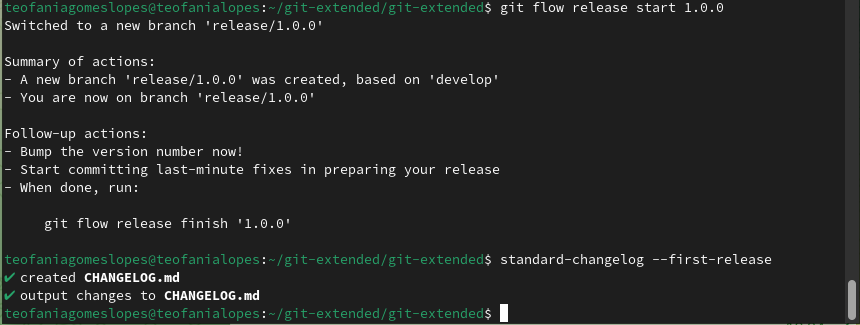 teofaniagomeslopes@teofanialopes:~/git-extended/git-extended$ git flow release start 1.0.0
Switched to a new branch 'release/1.0.0'
Summary of actions:
- A new branch 'release/1.0.0' was created, based on 'develop'
- You are now on branch 'release/1.0.0'
Follow-up actions:
- Bump the version number now!
- Start committing last-minute fixes in preparing your release
- When done, run:
git flow release finish '1.0.0'
teofaniagomeslopes@teofanialopes:~/git-extended/git-extended$ standard-changelog --first-release
✔ created CHANGELOG.md
✔ output changes to CHANGELOG.md
teofaniagomeslopes@teofanialopes:~/git-extended/git-extended$